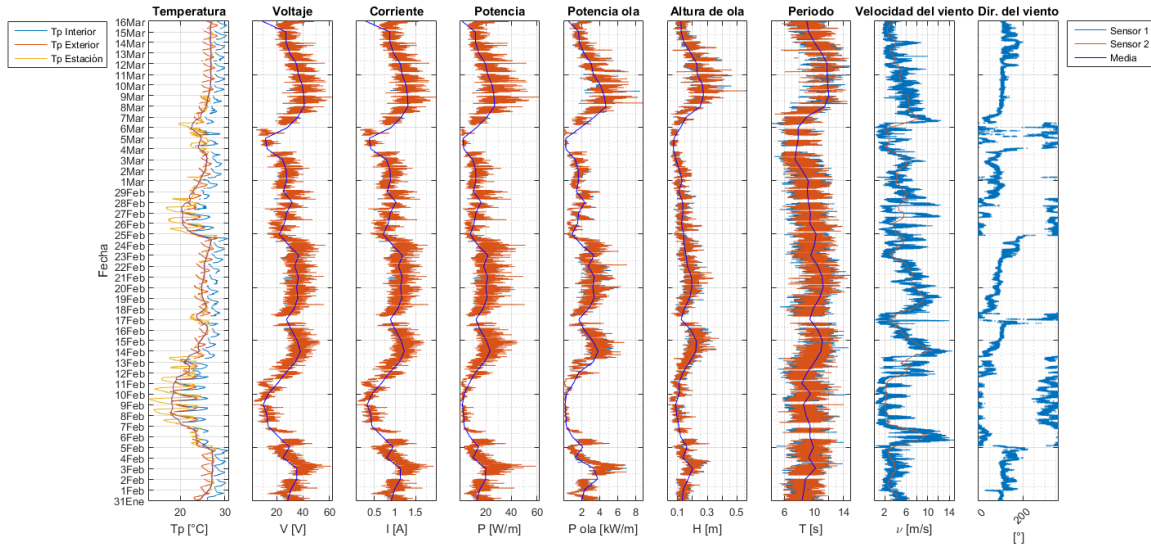 Temperatura Voltaje Corriente Potencia Potencia ola Altura de ola Periodo Velocidad del viento Dir. del viento
Tp Interior
Tp Exterior
Tp Estación
Sensor 1
Sensor 2
Media
Fecha
16Mar
15Mar
14Mar
13Mar
12Mar
11Mar
10Mar
9Mar
8Mar
7Mar
6Mar
5Mar
4Mar
3Mar
2Mar
1Mar
29Feb
28Feb
27Feb
26Feb
25Feb
24Feb
23Feb
22Feb
21Feb
20Feb
19Feb
18Feb
17Feb
16Feb
15Feb
14Feb
13Feb
12Feb
11Feb
10Feb
9Feb
8Feb
7Feb
6Feb
5Feb
4Feb
3Feb
2Feb
1Feb
31Ene
20 30
Tp [°C]
0 20 40 60
V [V]
0.5 1 1.5
I [A]
0 20 40 60
P [W/m]
2 4 6 8
P ola [kW/m]
0.1 0.3 0.5
H [m]
6 8 10 12 14
T [s]
2 6 10 14
ν [m/s]
0 200
[°]